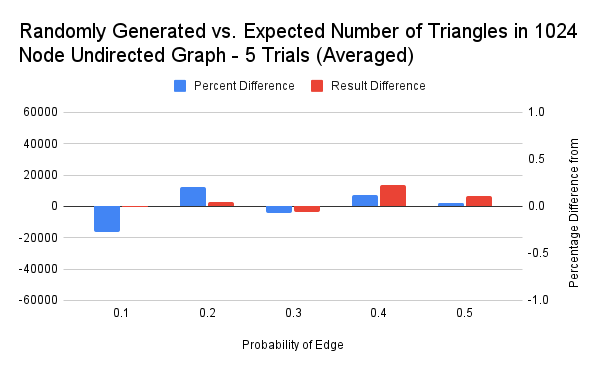 Randomly Generated vs. Expected Number of Triangles in 1024
Node Undirected Graph - 5 Trials (Averaged)
Percent Difference Result Difference
60000
40000
20000
0
-20000
-40000
-60000
1.0
0.5
0.0
-0.5
-1.0
Percentage Difference from
0.1 0.2 0.3 0.4 0.5
Probability of Edge